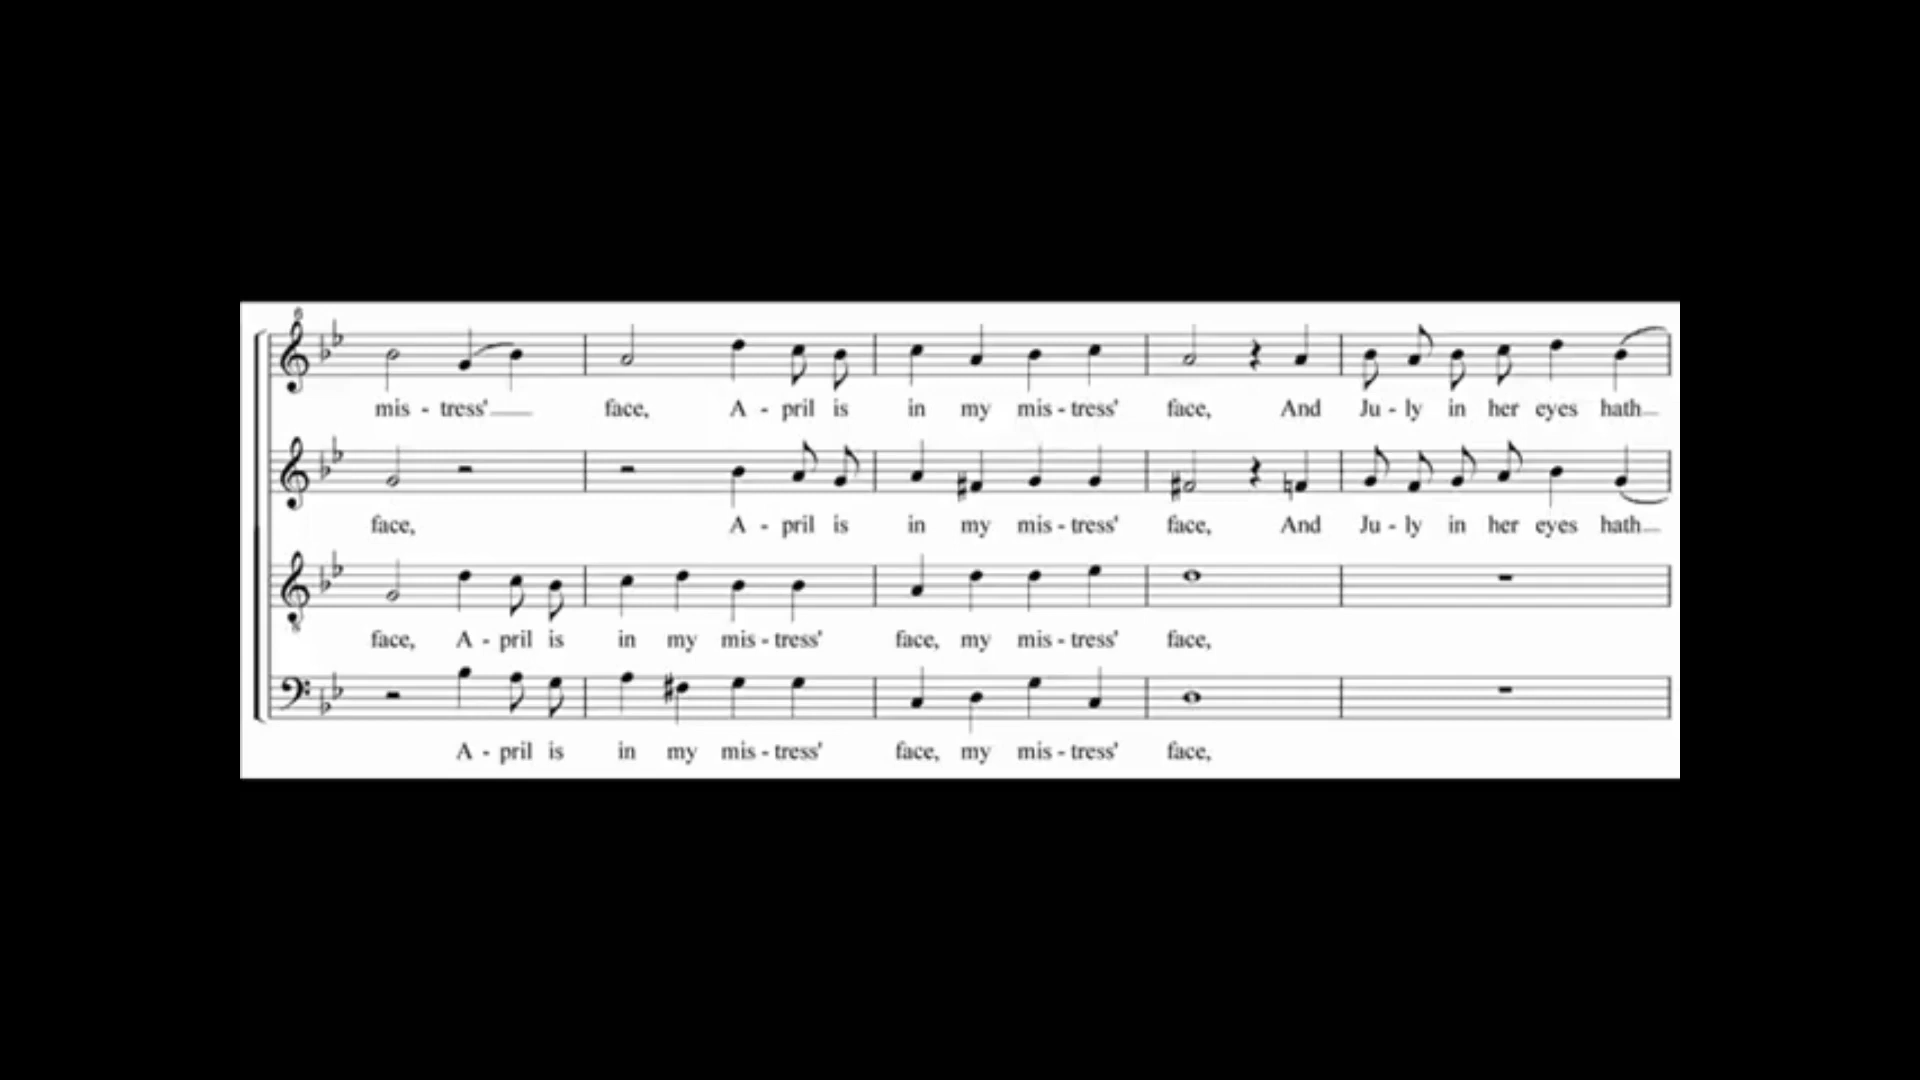 6
mis - tress' face, A - pril is in my mis - tress' face, And Ju - ly in her eyes hath
face, A - pril is in my mis - tress' face, And Ju - ly in her eyes hath
face, A - pril is in my mis - tress' face, my mis - tress' face,
8
A - pril is in my mis - tress' face, my mis - tress' face,